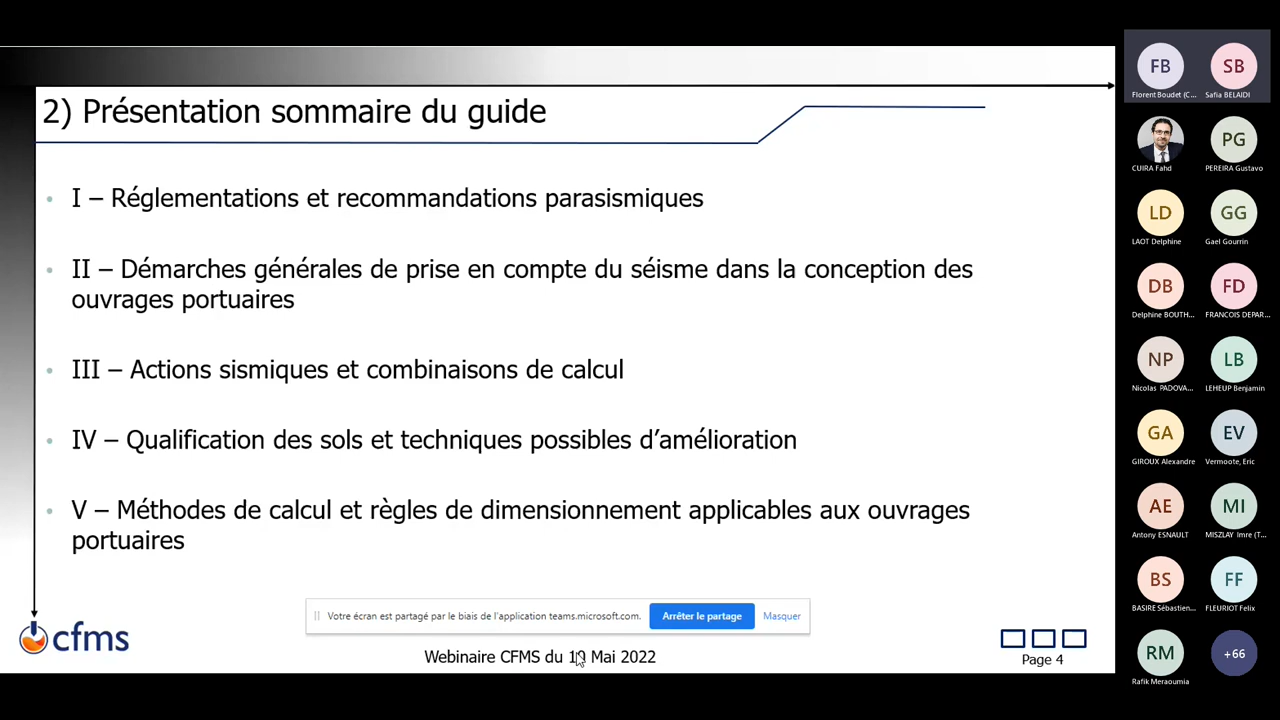 2) Présentation sommaire du guide
• I – Réglementations et recommandations parasismiques
• II – Démarches générales de prise en compte du séisme dans la conception des
ouvrages portuaires
• III – Actions sismiques et combinaisons de calcul
• IV – Qualification des sols et techniques possibles d’amélioration
• V – Méthodes de calcul et règles de dimensionnement applicables aux ouvrages
portuaires
Votre écran est partagé par le biais de l'application teams.microsoft.com.
Arrêter le partage
Masquer
cfms
Webinaire CFMS du Mai 2022
Page 4
FB
Florent Boudet (C...
SB
Safia BELAIDI
CUIRA Fahd
PG
PEREIRA Gustavo
LD
LAOT Delphine
GG
Gael Gourrin
DB
Delphine BOUTH...
FD
FRANCOIS DEPAR...
NP
Nicolas PADOVA...
LB
LEHEUP Benjamin
GA
GIROUX Alexandre
EV
Vermoote, Eric
AE
Antony ESNAULT
MI
MISZLAY Imre (T...
BS
BASIRE Sébastien...
FF
FLEURIOT Felix
RM
Rafik Meraoumia
+66